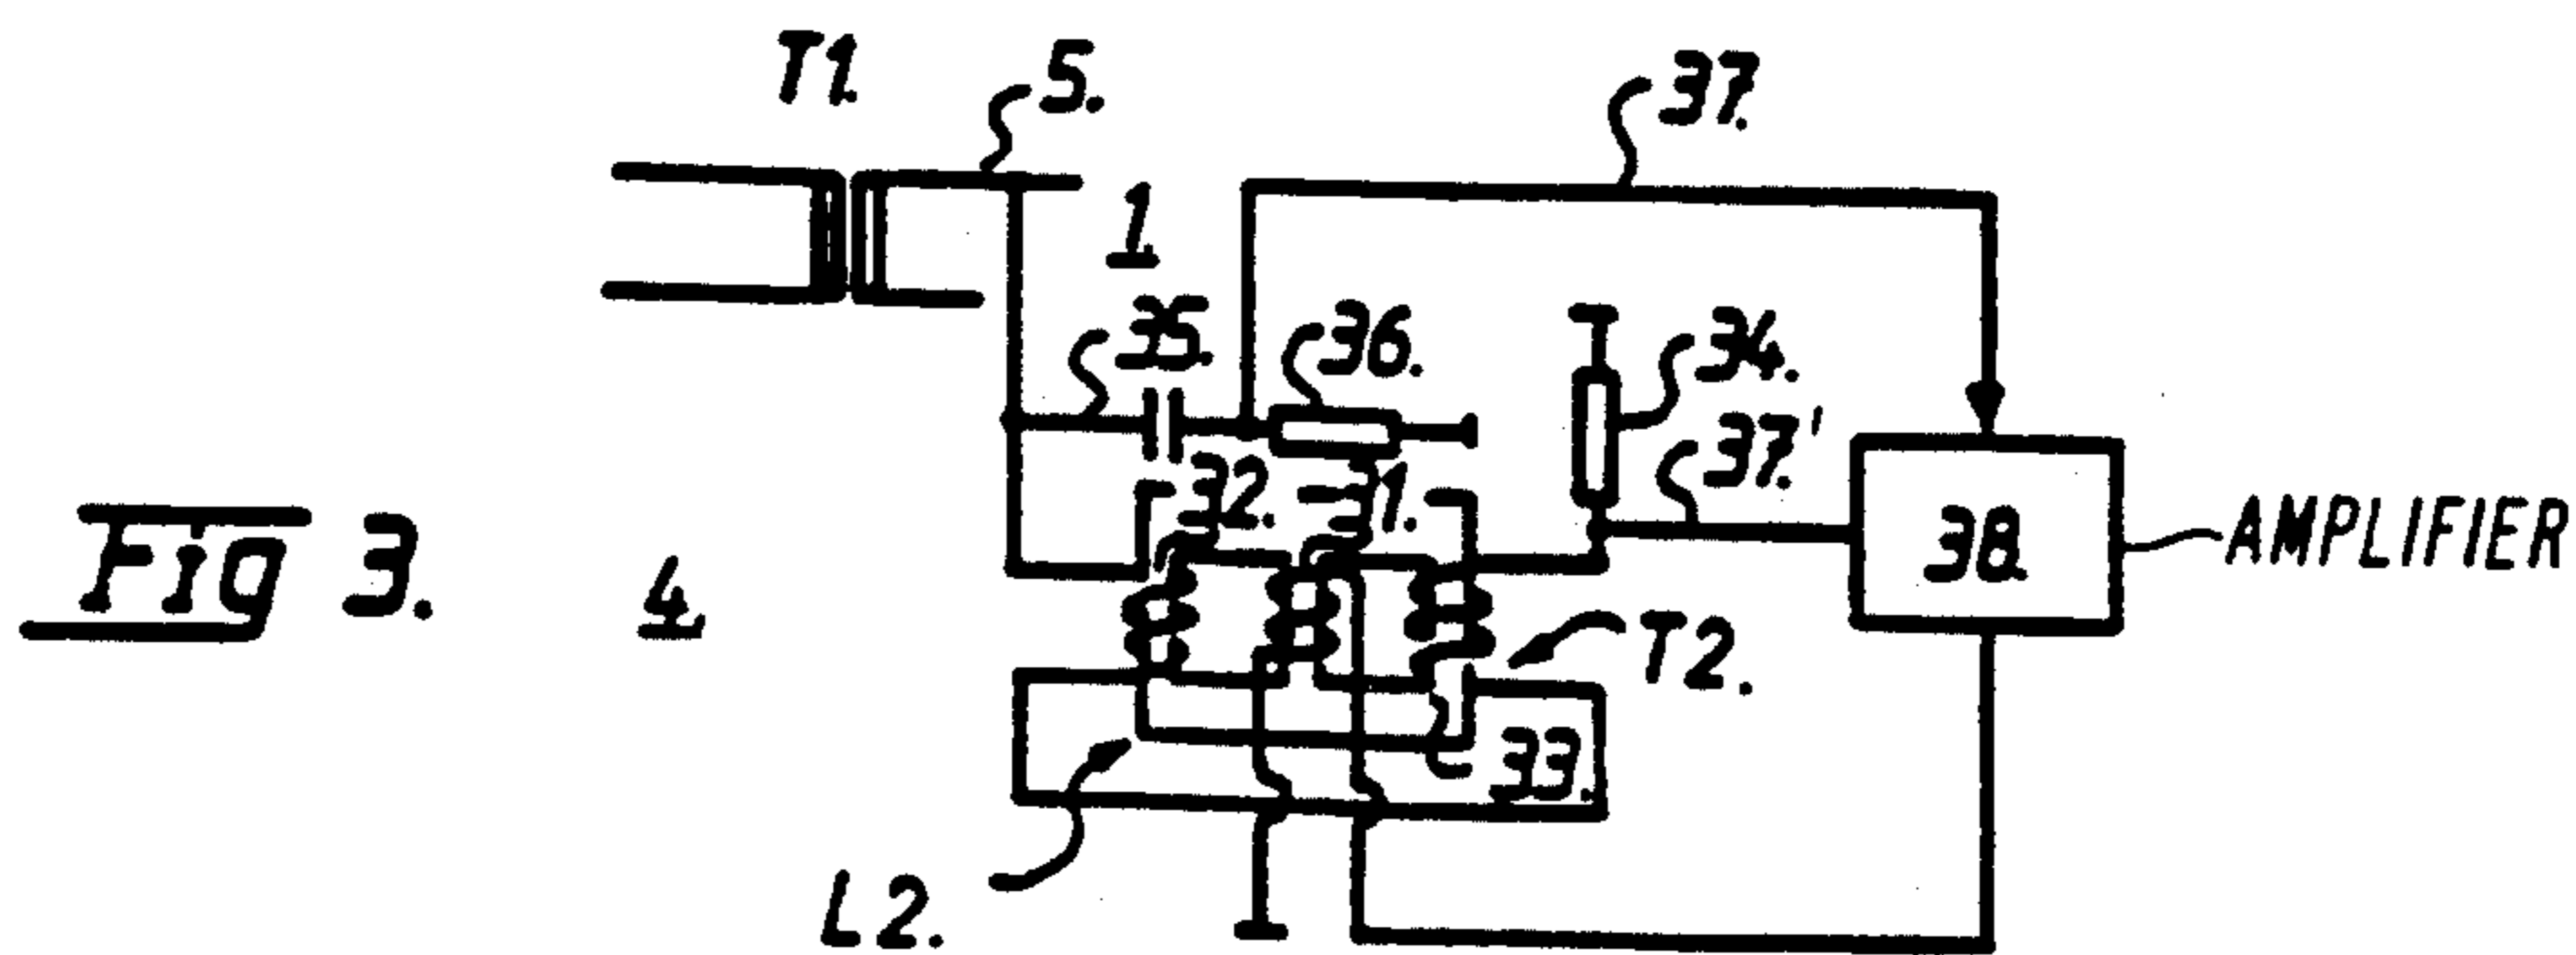 T1.
5.
37.
1.
35.
36.
34.
37.'
32.
31.
38.
AMPLIFIER
Fig 3.
4.
T2.
33.
L2.